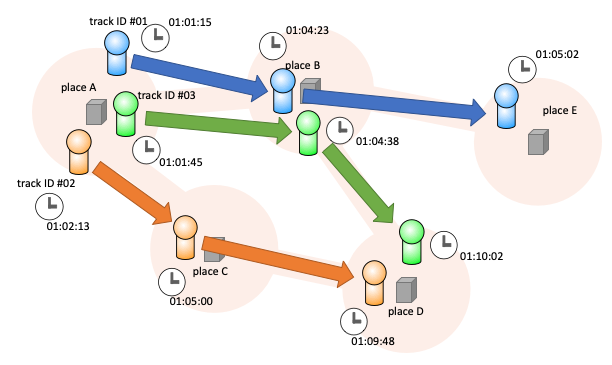 track ID #01
01:01:15
01:04:23
place B
01:05:02
place A
track ID #03
place E
01:04:38
01:01:45
track ID #02
01:02:13
place C
01:10:02
01:05:00
place D
01:09:48